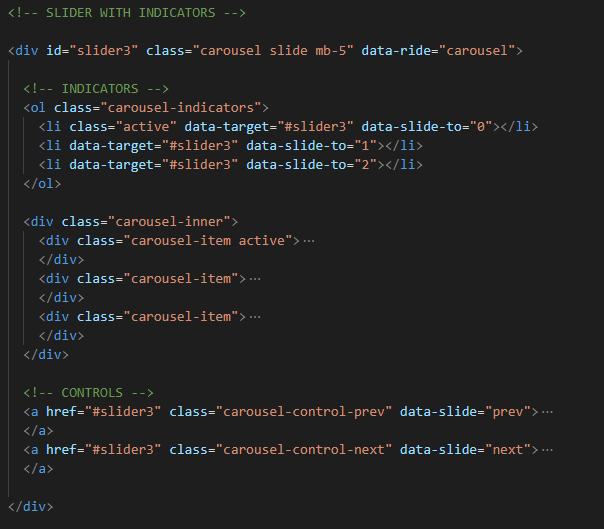 <!-- SLIDER WITH INDICATORS -->
<div id="slider3" class="carousel slide mb-5" data-ride="carousel">
<!-- INDICATORS -->
<ol class="carousel-indicators">
<li class="active" data-target="#slider3" data-slide-to="0"></li>
<li data-target="#slider3" data-slide-to="1"></li>
<li data-target="#slider3" data-slide-to="2"></li>
</ol>
<div class="carousel-inner">
<div class="carousel-item active">···
</div>
<div class="carousel-item">···
</div>
<div class="carousel-item">···
</div>
</div>
<!-- CONTROLS -->
<a href="#slider3" class="carousel-control-prev" data-slide="prev">···
</a>
<a href="#slider3" class="carousel-control-next" data-slide="next">···
</a>
</div>